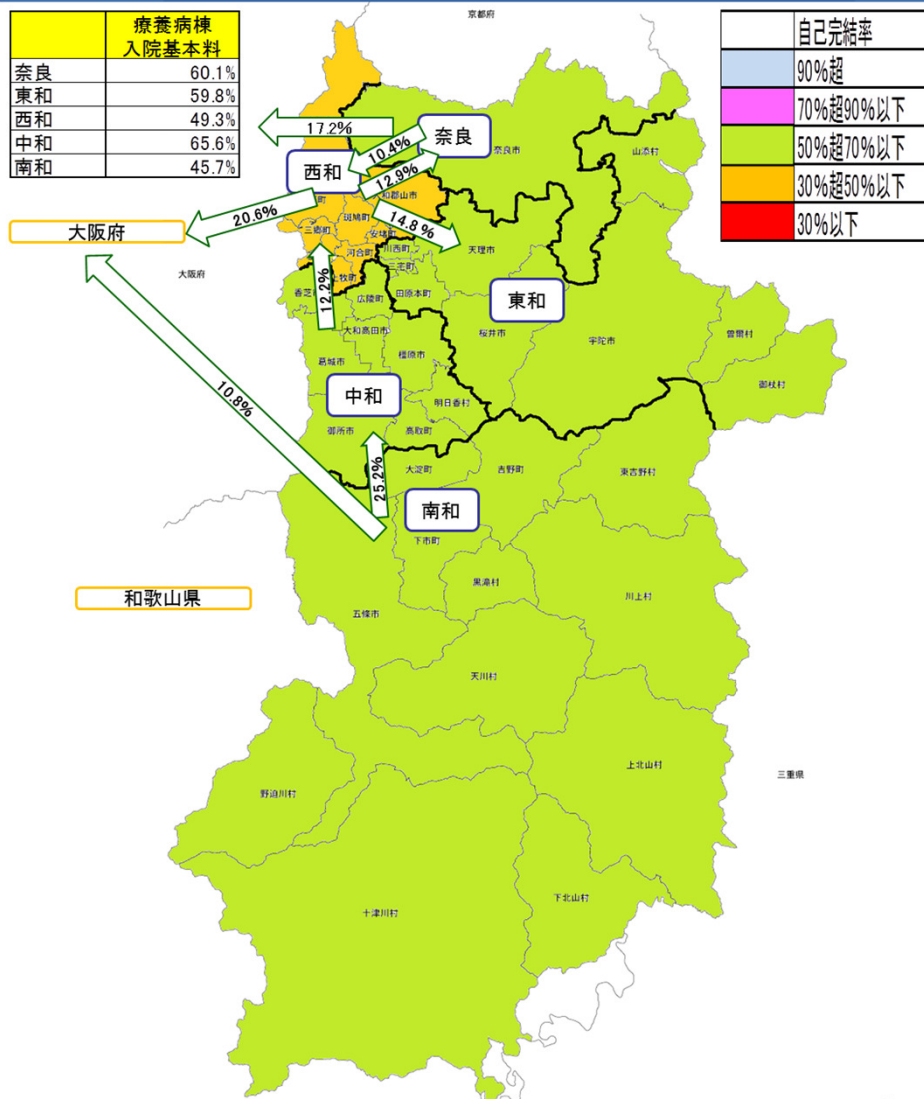 療養病棟
入院基本料
奈良 60.1%
東和 59.8%
西和 49.3%
中和 65.6%
南和 45.7%
自己完結率
90%超
70%超90%以下
50%超70%以下
30%超50%以下
30%以下
京都府
17.2%
10.4%
奈良
奈良市
山添村
西和
12.9%
和郡山市
町
斑鳩町
20.6%
14.8%
三郷町
安堵町
大阪府
大阪府
河合町
川西町
天理市
三宅町
上牧町
12.2%
香芝
広陵町
田原本町
東和
大和高田市
桜井市
宇陀市
曽爾村
葛城市
橿原市
御杖村
10.8%
中和
明日香村
御所市
高取町
25.2%
大淀町
吉野町
東吉野村
南和
下市町
黒滝村
和歌山県
五條市
川上村
天川村
上北山村
三重県
野迫川村
下北山村
十津川村